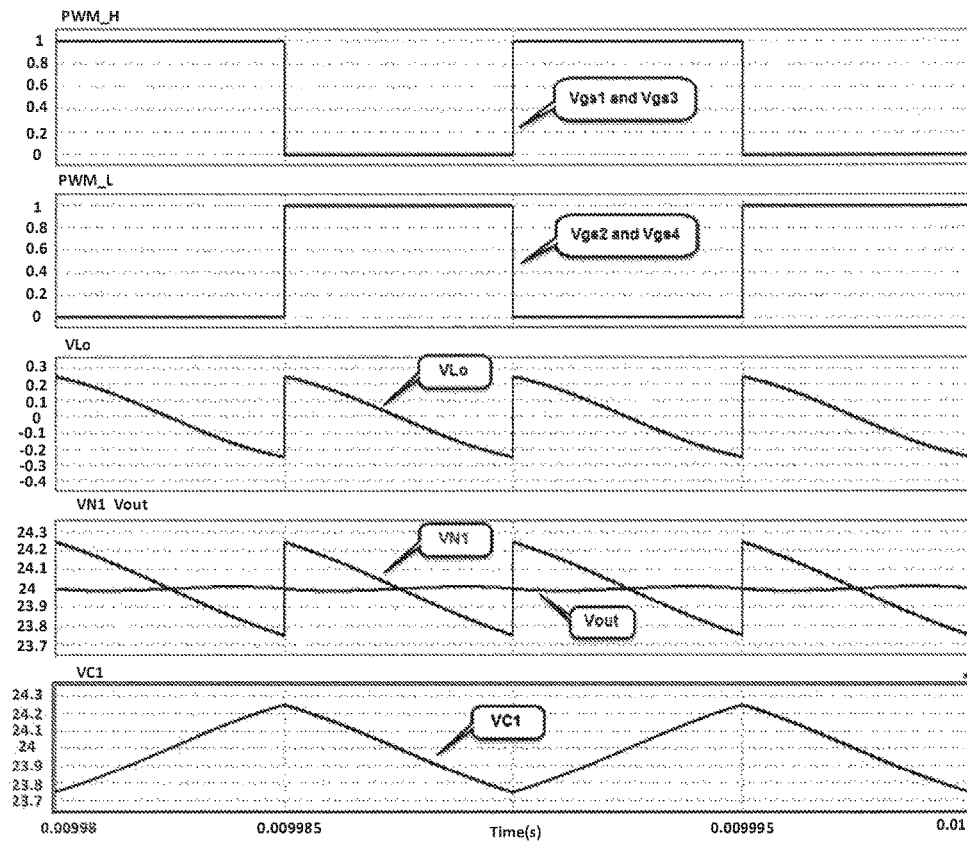 PWM_H
1
0.8
0.6
0.4
0.2
0
Vgs1 and Vgs3
PWM_L
1
0.8
0.6
0.4
0.2
0
Vgs2 and Vgs4
VLo
0.3
0.2
0.1
0
-0.1
-0.2
-0.3
-0.4
VLo
VN1 Vout
24.3
24.2
24.1
24
23.9
23.8
23.7
VN1
Vout
VC1
24.3
24.2
24.1
24
23.9
23.8
23.7
VC1
0.00998 0.009985 Time(s) 0.009995 0.01